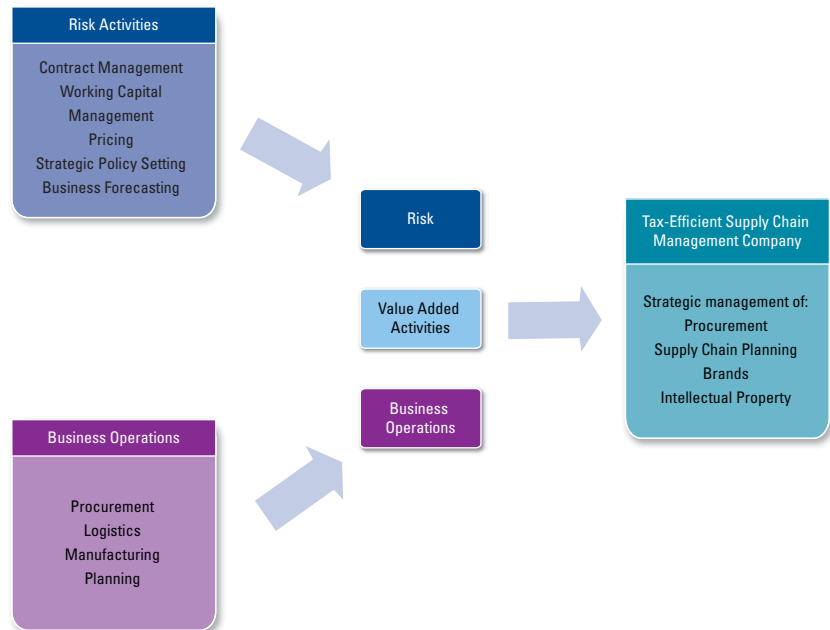 Risk Activities
Contract Management
Working Capital
Management
Pricing
Strategic Policy Setting
Business Forecasting
Risk
Value Added
Activities
Business
Operations
Business Operations
Procurement
Logistics
Manufacturing
Planning
Tax-Efficient Supply Chain
Management Company
Strategic management of:
Procurement
Supply Chain Planning
Brands
Intellectual Property